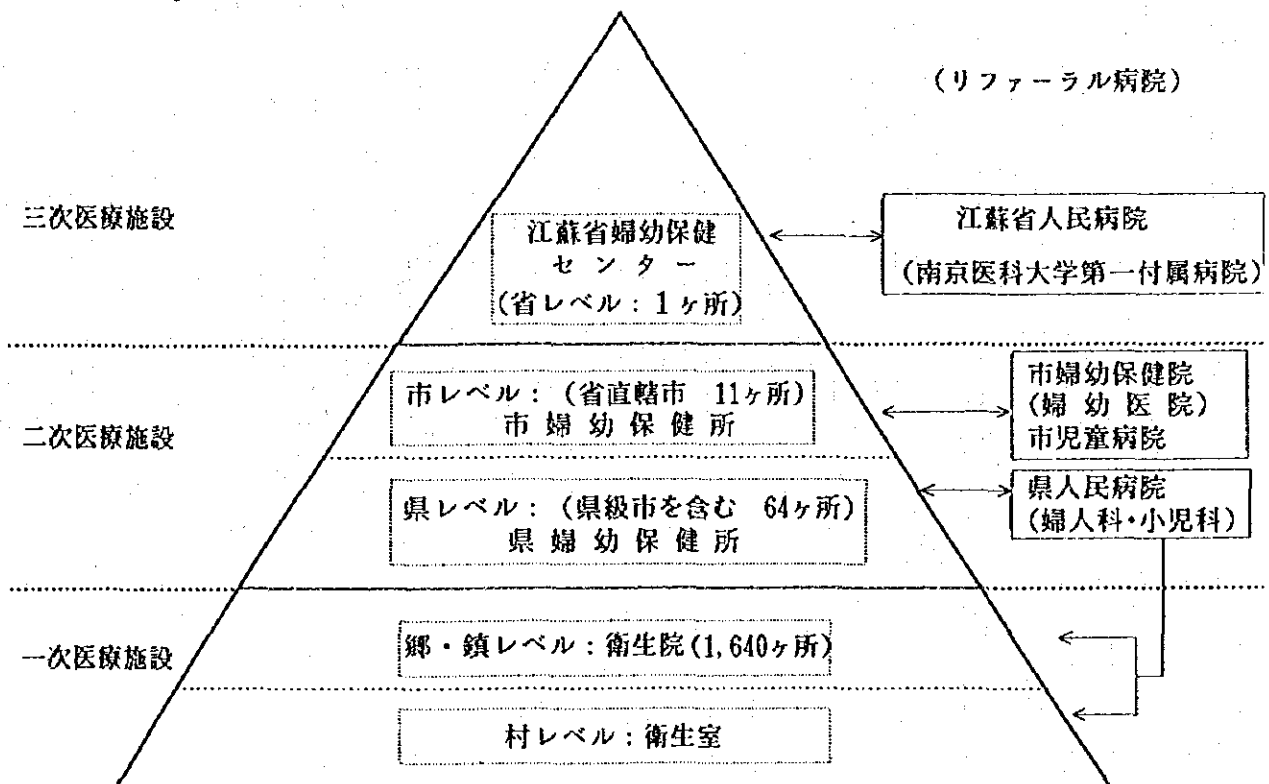 (リファーラル病院)
三次医療施設
江蘇省婦幼保健
センター
(省レベル：1ヶ所)
江蘇省人民病院
(南京医科大学第一付属病院)
二次医療施設
市レベル：(省直轄市 11ヶ所)
市婦幼保健所
市婦幼保健院
(婦幼医院)
市児童病院
県レベル：(県級市を含む 64ヶ所)
県婦幼保健所
県人民病院
(婦人科・小児科)
一次医療施設
郷・鎮レベル：衛生院(1,640ヶ所)
村レベル：衛生室